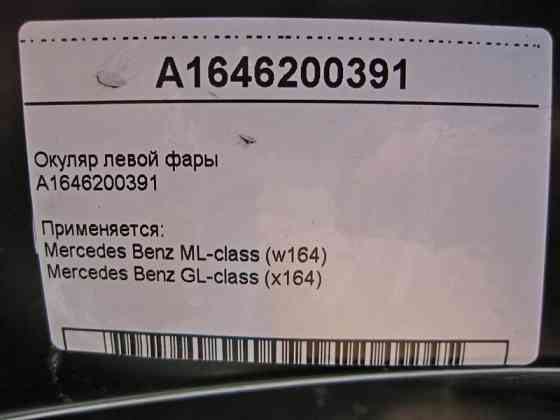 A1646200391
Окуляр левой фары
A1646200391
Применяется:
Mercedes Benz ML-class (w164)
Mercedes Benz GL-class (x164)